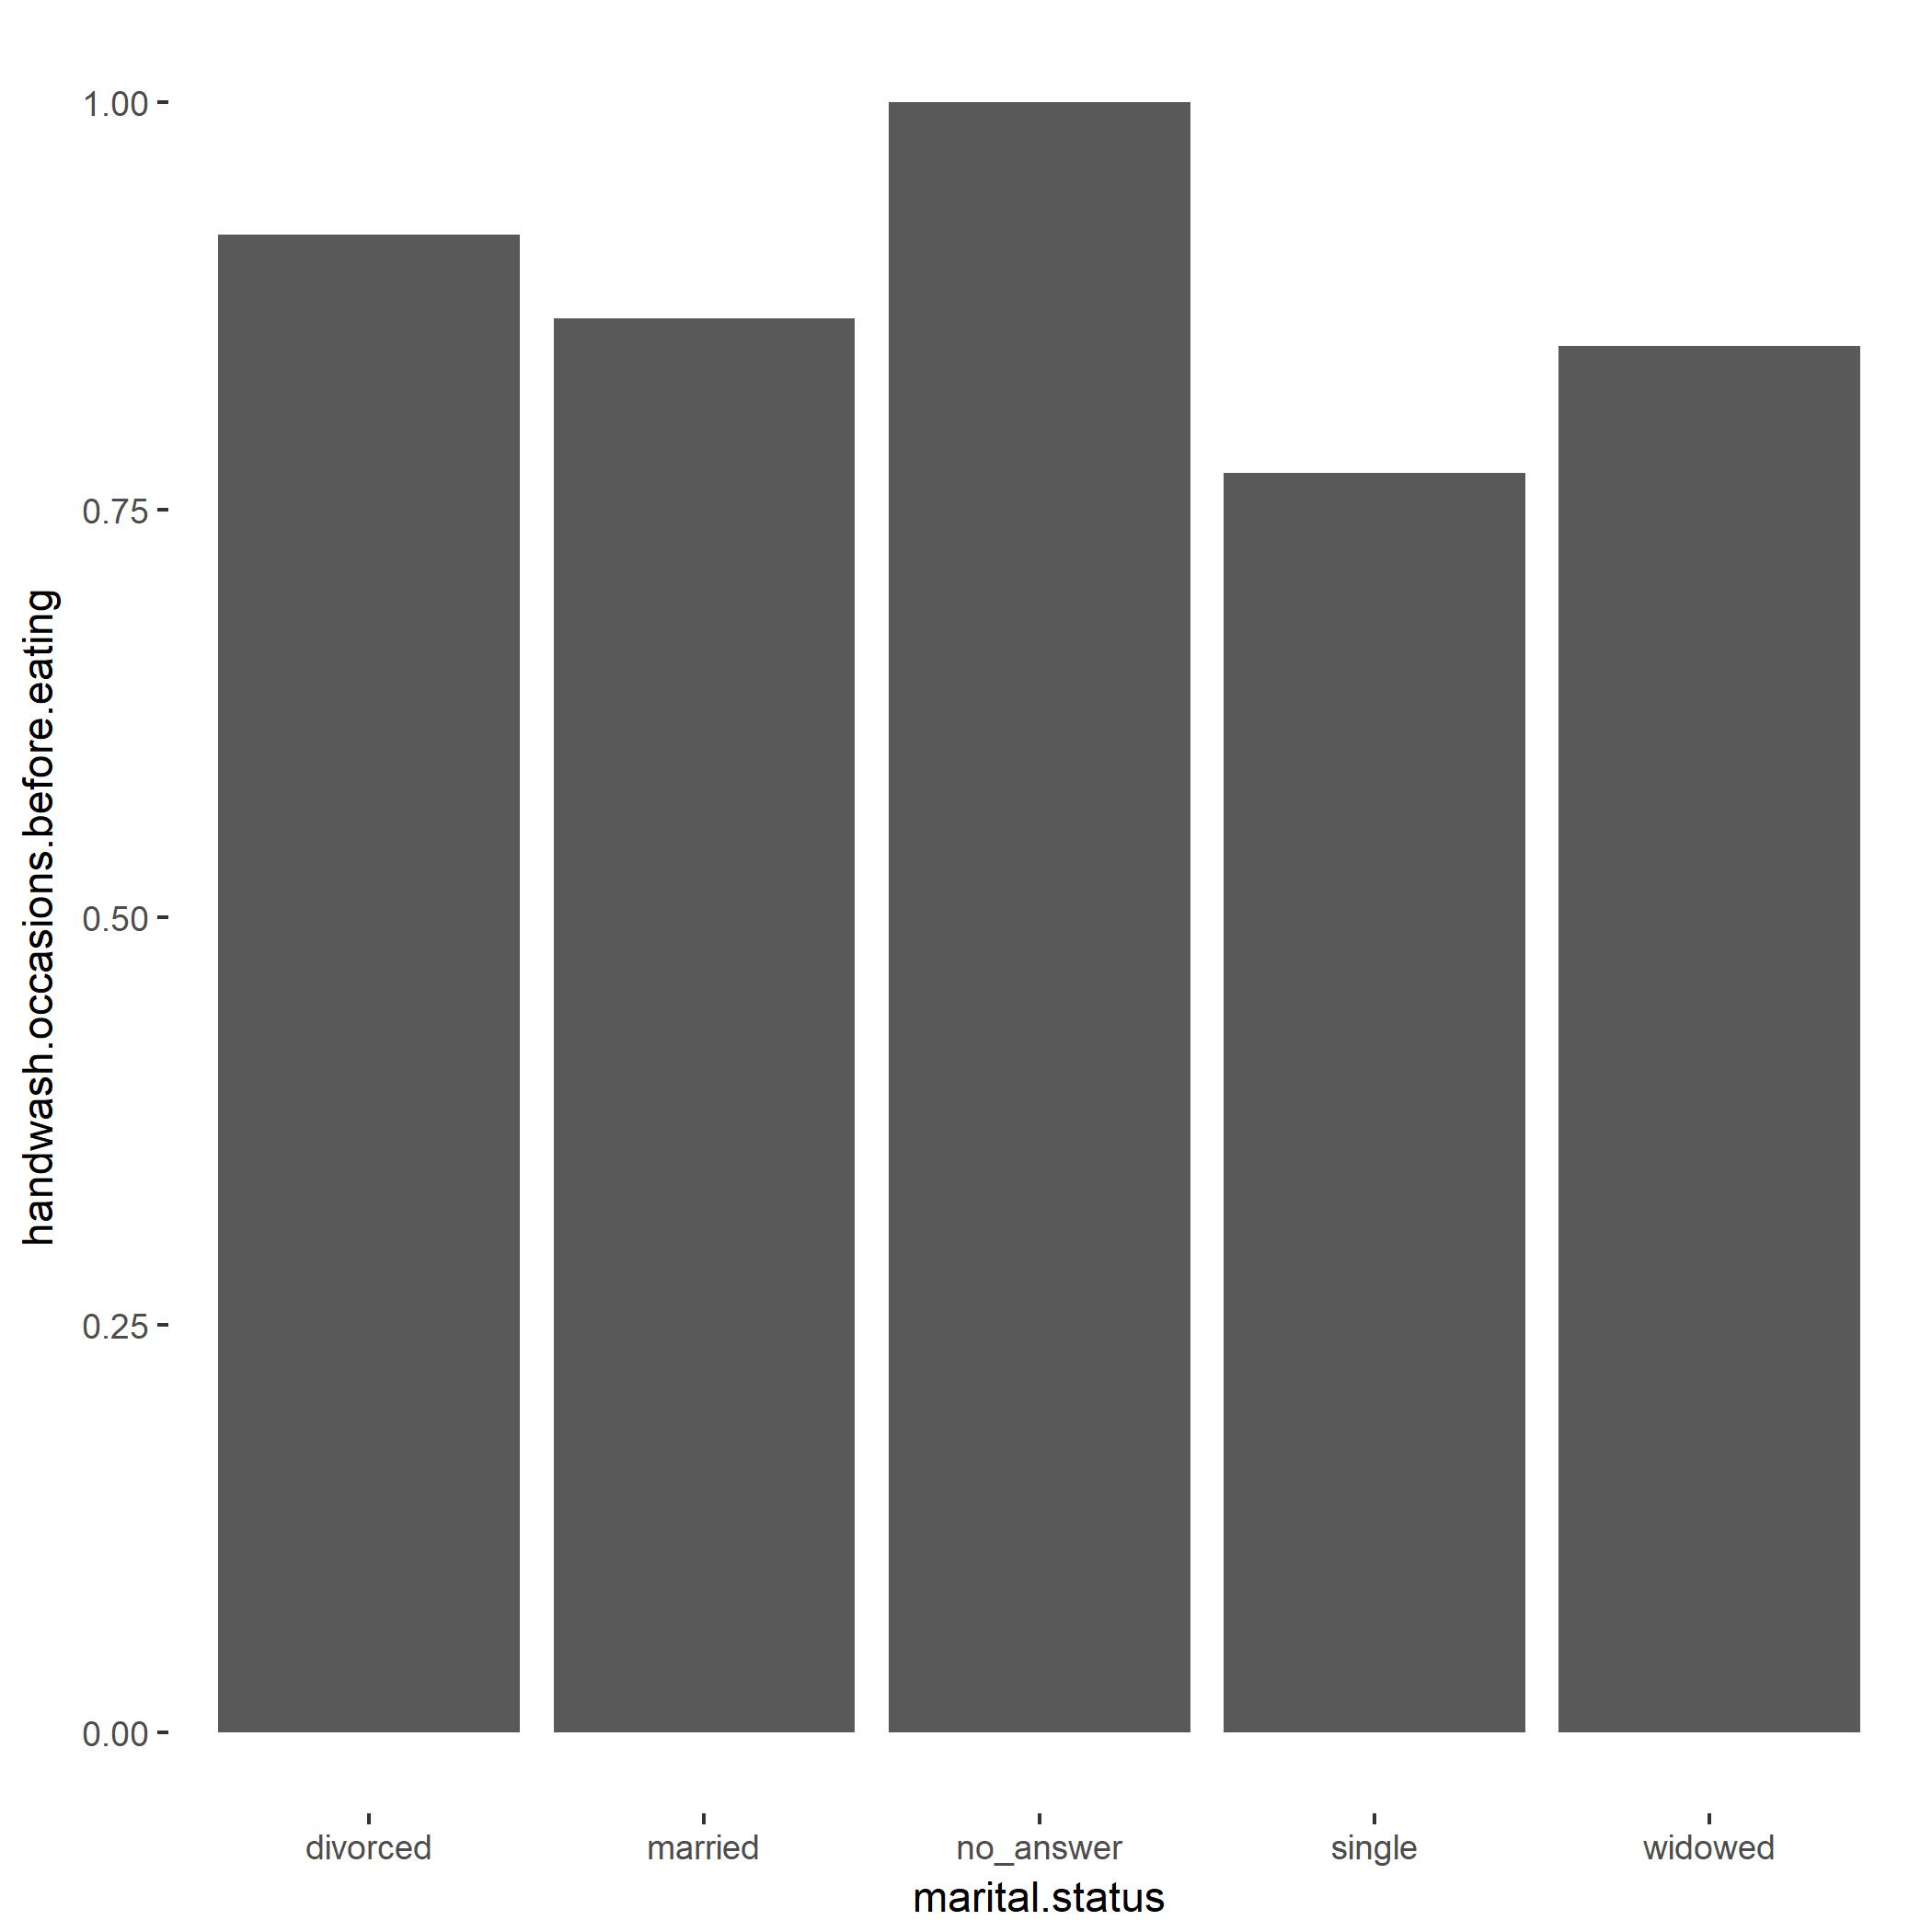 1.00
0.75
0.50
0.25
0.00
handwash.occasions.before.eating
divorced married no_answer single widowed
marital.status